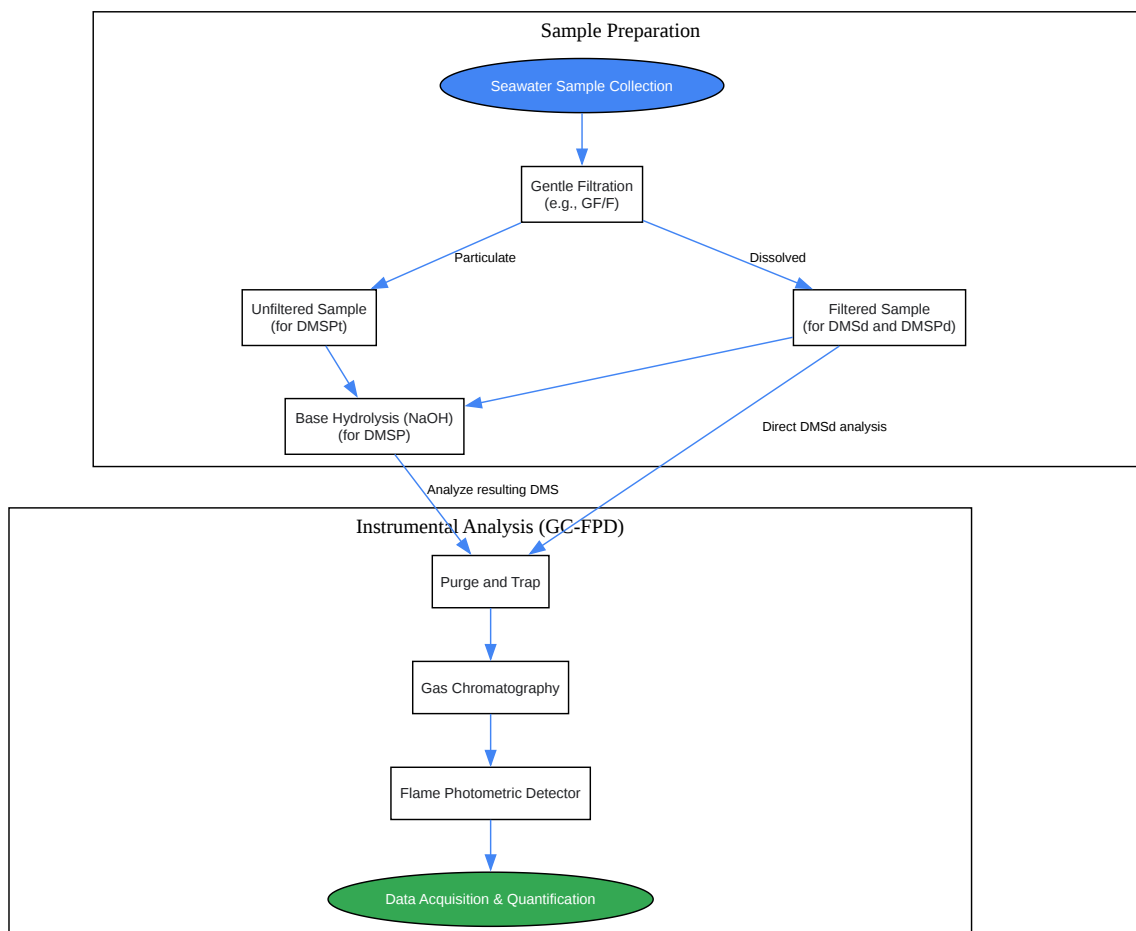 Sample Preparation
Seawater Sample Collection
Gentle Filtration
(e.g., GF/F)
Particulate
Dissolved
Unfiltered Sample
(for DMSPt)
Filtered Sample
(for DMSd and DMSPd)
Base Hydrolysis (NaOH)
(for DMSP)
Direct DMSd analysis
Analyze resulting DMS
Instrumental Analysis (GC-FPD)
Purge and Trap
Gas Chromatography
Flame Photometric Detector
Data Acquisition & Quantification